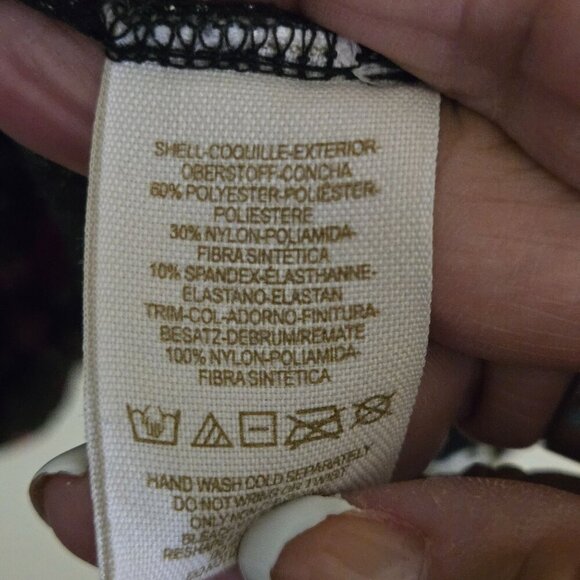 SHELL-COQUILLE-EXTERIOR-
OBERSTOFF-CONCHA
60% POLYESTER-POLIÉSTER-
POLIESTERE
30% NYLON-POLIAMIDA-
FIBRA SINTÉTICA
10% SPANDEX-ÉLASTHANNE-
ELASTANO-ELASTAN
TRIM-COL-ADORNO-FINITURA-
BESATZ-DEBRUM/REMATE
100% NYLON-POLIAMIDA-
FIBRA SINTÉTICA
HAND WASH COLD SEPARATELY
DO NOT WRING OR TWIST
ONLY